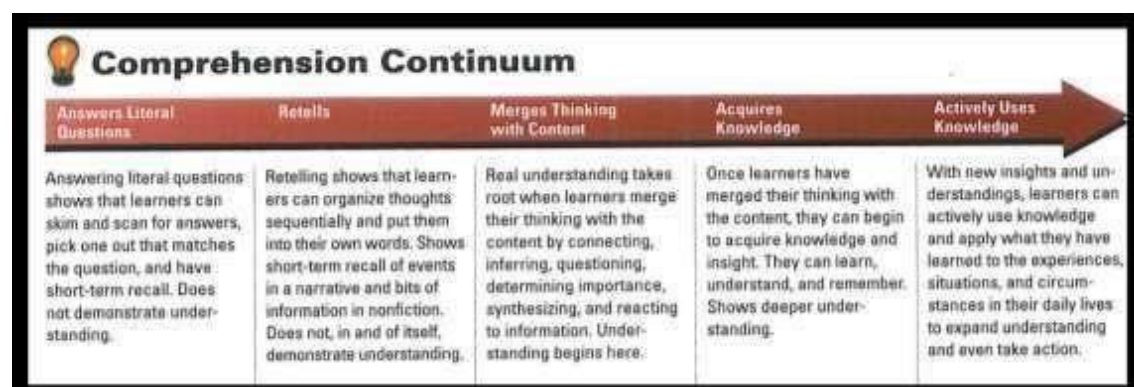 Comprehension Continuum
Answers Literal
Questions
Retells
Merges Thinking
with Content
Acquires
Knowledge
Actively Uses
Knowledge
Answering literal questions
shows that learners can
skim and scan for answers,
pick one out that matches
the question, and have
short-term recall. Does
not demonstrate under-
standing.
Retelling shows that learn-
ers can organize thoughts
sequentially and put them
into their own words. Shows
short-term recall of events
in a narrative and bits of
information in nonfiction.
Does not, in and of itself,
demonstrate understanding.
Real understanding takes
root when learners merge
their thinking with the
content by connecting,
inferring, questioning,
determining importance,
synthesizing, and reacting
to information. Under-
standing begins here.
Once learners have
merged their thinking with
the content, they can begin
to acquire knowledge and
insight. They can learn,
understand, and remember.
Shows deeper under-
standing.
With new insights and un-
derstandings, learners can
actively use knowledge
and apply what they have
learned to the experiences,
situations, and circum-
stances in their daily lives
to expand understanding
and even take action.